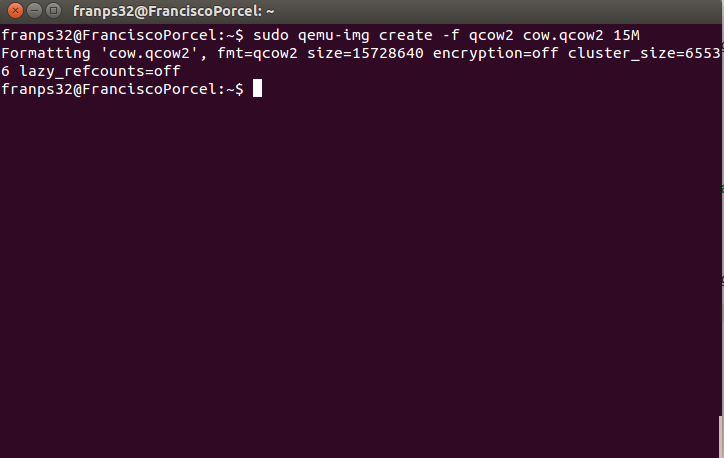 franps32@FranciscoPorcel: ~
franps32@FranciscoPorcel:~$ sudo qemu-img create -f qcow2 cow.qcow2 15M
Formatting 'cow.qcow2', fmt=qcow2 size=15728640 encryption=off cluster_size=6553
6 lazy_refcounts=off
franps32@FranciscoPorcel:~$